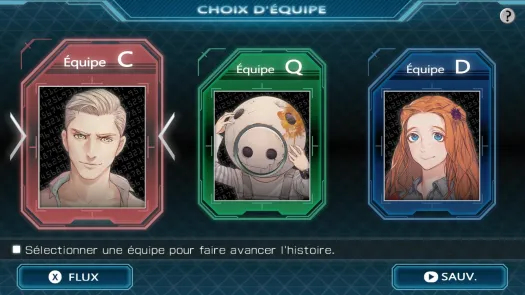 CHOIX D'ÉQUIPE
?
Équipe C
Équipe Q
Équipe D
Sélectionner une équipe pour faire avancer l'histoire.
X FLUX
SAUV.